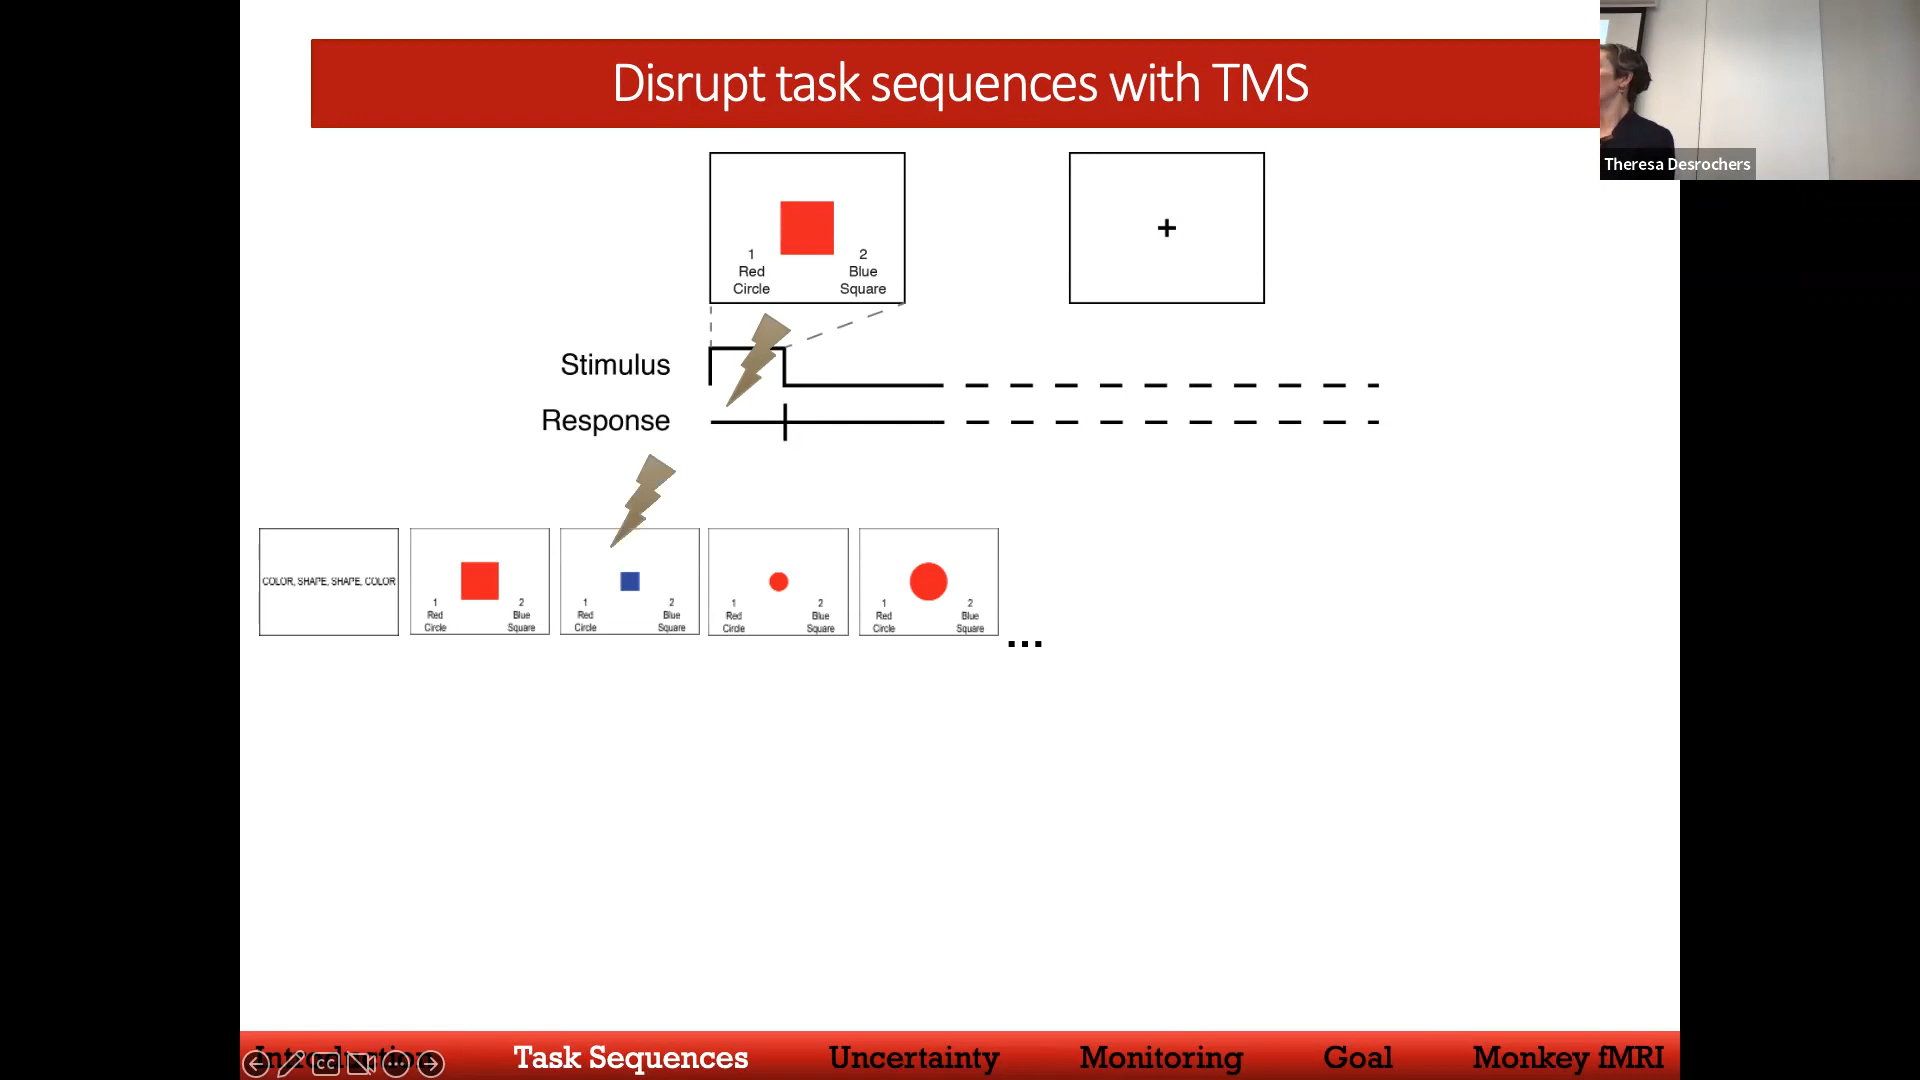 Disrupt task sequences with TMS
Theresa Desrochers
1
Red
Circle
2
Blue
Square
+
Stimulus
Response
COLOR, SHAPE, SHAPE, COLOR
1
Red
Circle
2
Blue
Square
1
Red
Circle
2
Blue
Square
1
Red
Circle
2
Blue
Square
1
Red
Circle
2
Blue
Square
...
Introduction Task Sequences Uncertainty Monitoring Goal Monkey fMRI
CC